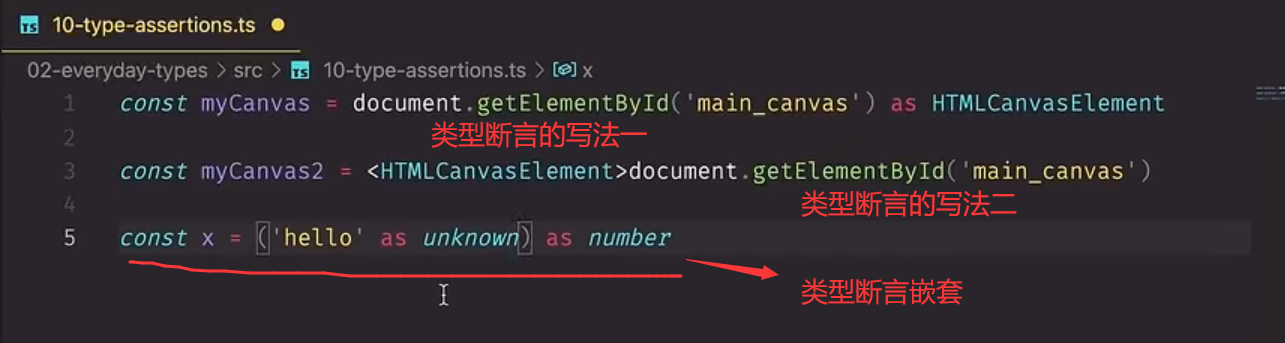 TS 10-type-assertions.ts
02-everyday-types > src > TS 10-type-assertions.ts > x
1 const myCanvas = document.getElementById('main_canvas') as HTMLCanvasElement
类型断言的写法一
2
3 const myCanvas2 = <HTMLCanvasElement>document.getElementById('main_canvas')
4
类型断言的写法二
5 const x = ('hello' as unknown) as number
类型断言嵌套